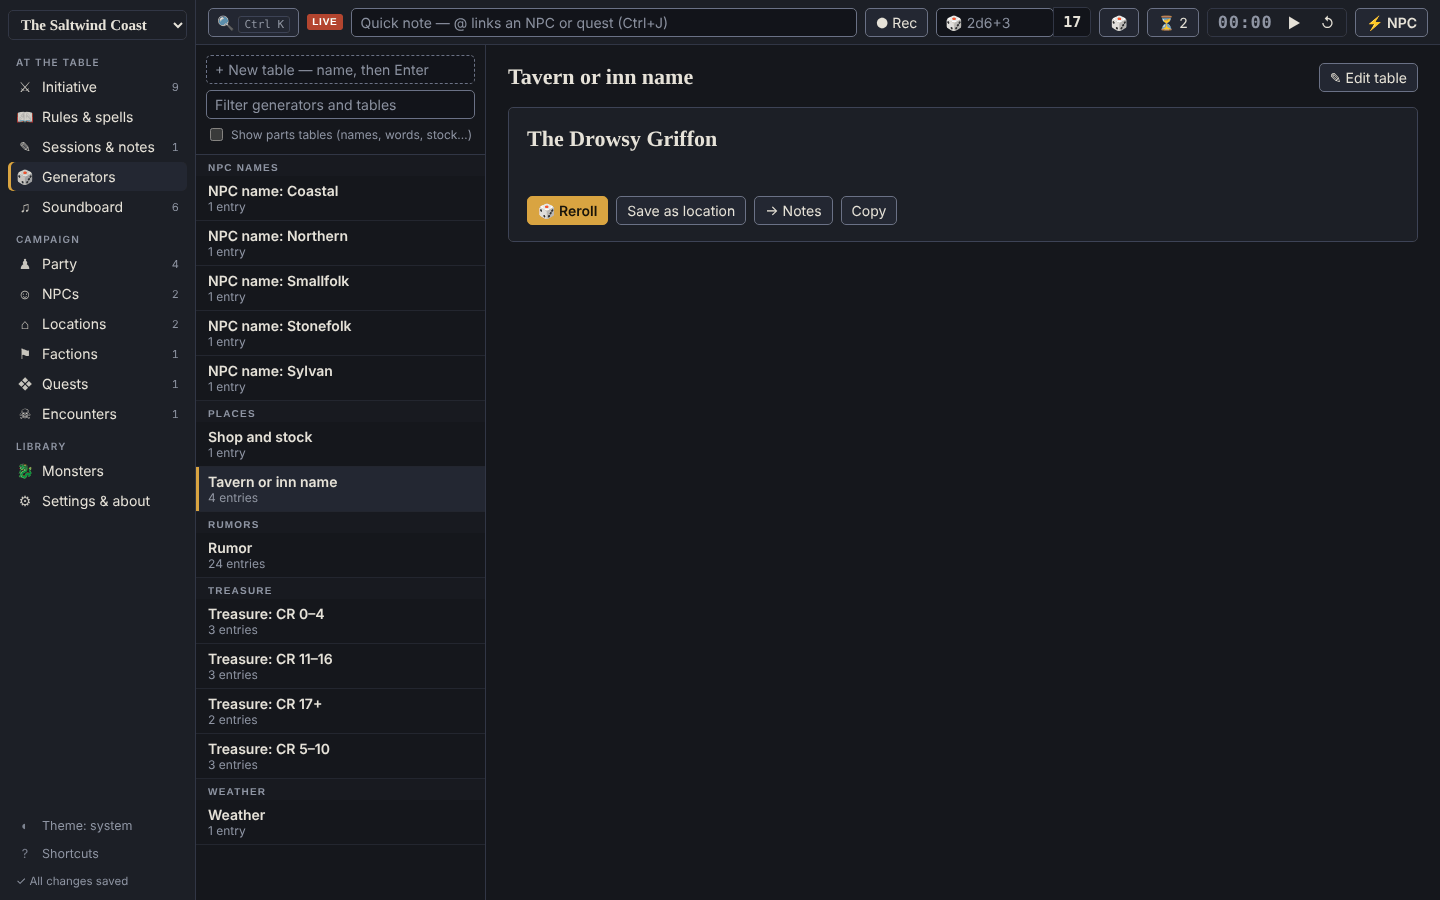 The Saltwind Coast
AT THE TABLE
Initiative 9
Rules & spells
Sessions & notes 1
Generators
Soundboard 6
CAMPAIGN
Party 4
NPCs 2
Locations 2
Factions 1
Quests 1
Encounters 1
LIBRARY
Monsters
Settings & about
Theme: system
? Shortcuts
✓ All changes saved
Ctrl K
LIVE
Quick note — @ links an NPC or quest (Ctrl+J)
Rec
2d6+3
17
2
00:00
NPC
+ New table — name, then Enter
Filter generators and tables
Show parts tables (names, words, stock…)
NPC NAMES
NPC name: Coastal
1 entry
NPC name: Northern
1 entry
NPC name: Smallfolk
1 entry
NPC name: Stonefolk
1 entry
NPC name: Sylvan
1 entry
PLACES
Shop and stock
1 entry
Tavern or inn name
4 entries
RUMORS
Rumor
24 entries
TREASURE
Treasure: CR 0–4
3 entries
Treasure: CR 11–16
3 entries
Treasure: CR 17+
2 entries
Treasure: CR 5–10
3 entries
WEATHER
Weather
1 entry
Tavern or inn name
✎ Edit table
The Drowsy Griffon
Reroll
Save as location
→ Notes
Copy